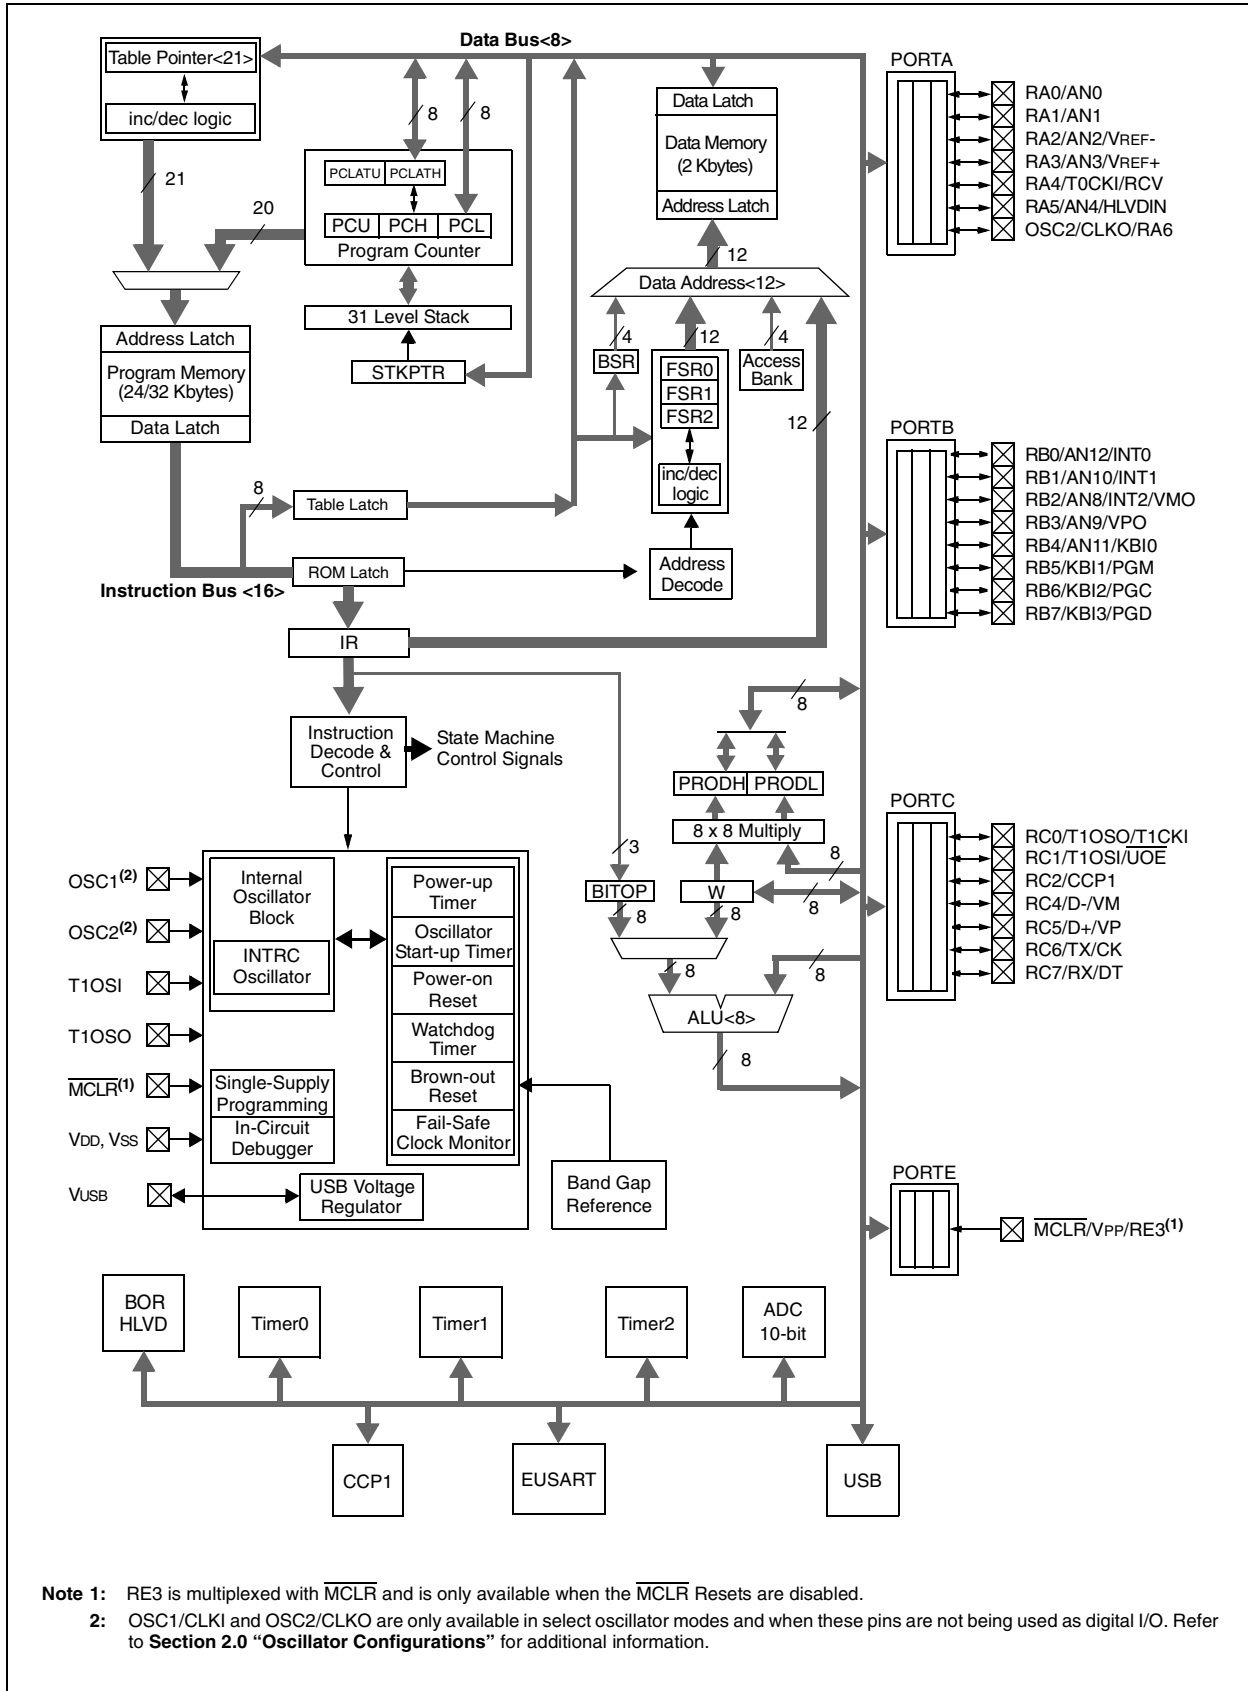 Data Bus<8>
Table Pointer<21>
inc/dec logic
21
20
8
8
PCLATU PCLATH
PCU PCH PCL
Program Counter
31 Level Stack
STKPTR
Address Latch
Program Memory
(24/32 Kbytes)
Data Latch
8
Table Latch
ROM Latch
Instruction Bus <16>
IR
Data Latch
Data Memory
(2 Kbytes)
Address Latch
12
Data Address<12>
4
12
4
BSR
FSR0
FSR1
FSR2
inc/dec
logic
Access
Bank
12
Address
Decode
Instruction
Decode &
Control
State Machine
Control Signals
8
PRODH PRODL
8 x 8 Multiply
3
8
BITOP
W
8
8
8
8
8
ALU<8>
8
OSC1(2)
OSC2(2)
T1OSI
T1OSO
MCLR(1)
VDD, VSS
VUSB
Internal
Oscillator
Block
INTRC
Oscillator
Power-up
Timer
Oscillator
Start-up Timer
Power-on
Reset
Watchdog
Timer
Brown-out
Reset
Fail-Safe
Clock Monitor
Single-Supply
Programming
In-Circuit
Debugger
USB Voltage
Regulator
Band Gap
Reference
PORTA
RA0/AN0
RA1/AN1
RA2/AN2/VREF-
RA3/AN3/VREF+
RA4/T0CKI/RCV
RA5/AN4/HLVDIN
OSC2/CLKO/RA6
PORTB
RB0/AN12/INT0
RB1/AN10/INT1
RB2/AN8/INT2/VMO
RB3/AN9/VPO
RB4/AN11/KBI0
RB5/KBI1/PGM
RB6/KBI2/PGC
RB7/KBI3/PGD
PORTC
RC0/T1OSO/T1CKI
RC1/T1OSI/UOE
RC2/CCP1
RC4/D-/VM
RC5/D+/VP
RC6/TX/CK
RC7/RX/DT
PORTE
MCLR/VPP/RE3(1)
BOR
HLVD
Timer0
Timer1
Timer2
ADC
10-bit
CCP1
EUSART
USB
Note 1: RE3 is multiplexed with MCLR and is only available when the MCLR Resets are disabled.
2: OSC1/CLKI and OSC2/CLKO are only available in select oscillator modes and when these pins are not being used as digital I/O. Refer
to Section 2.0 “Oscillator Configurations” for additional information.